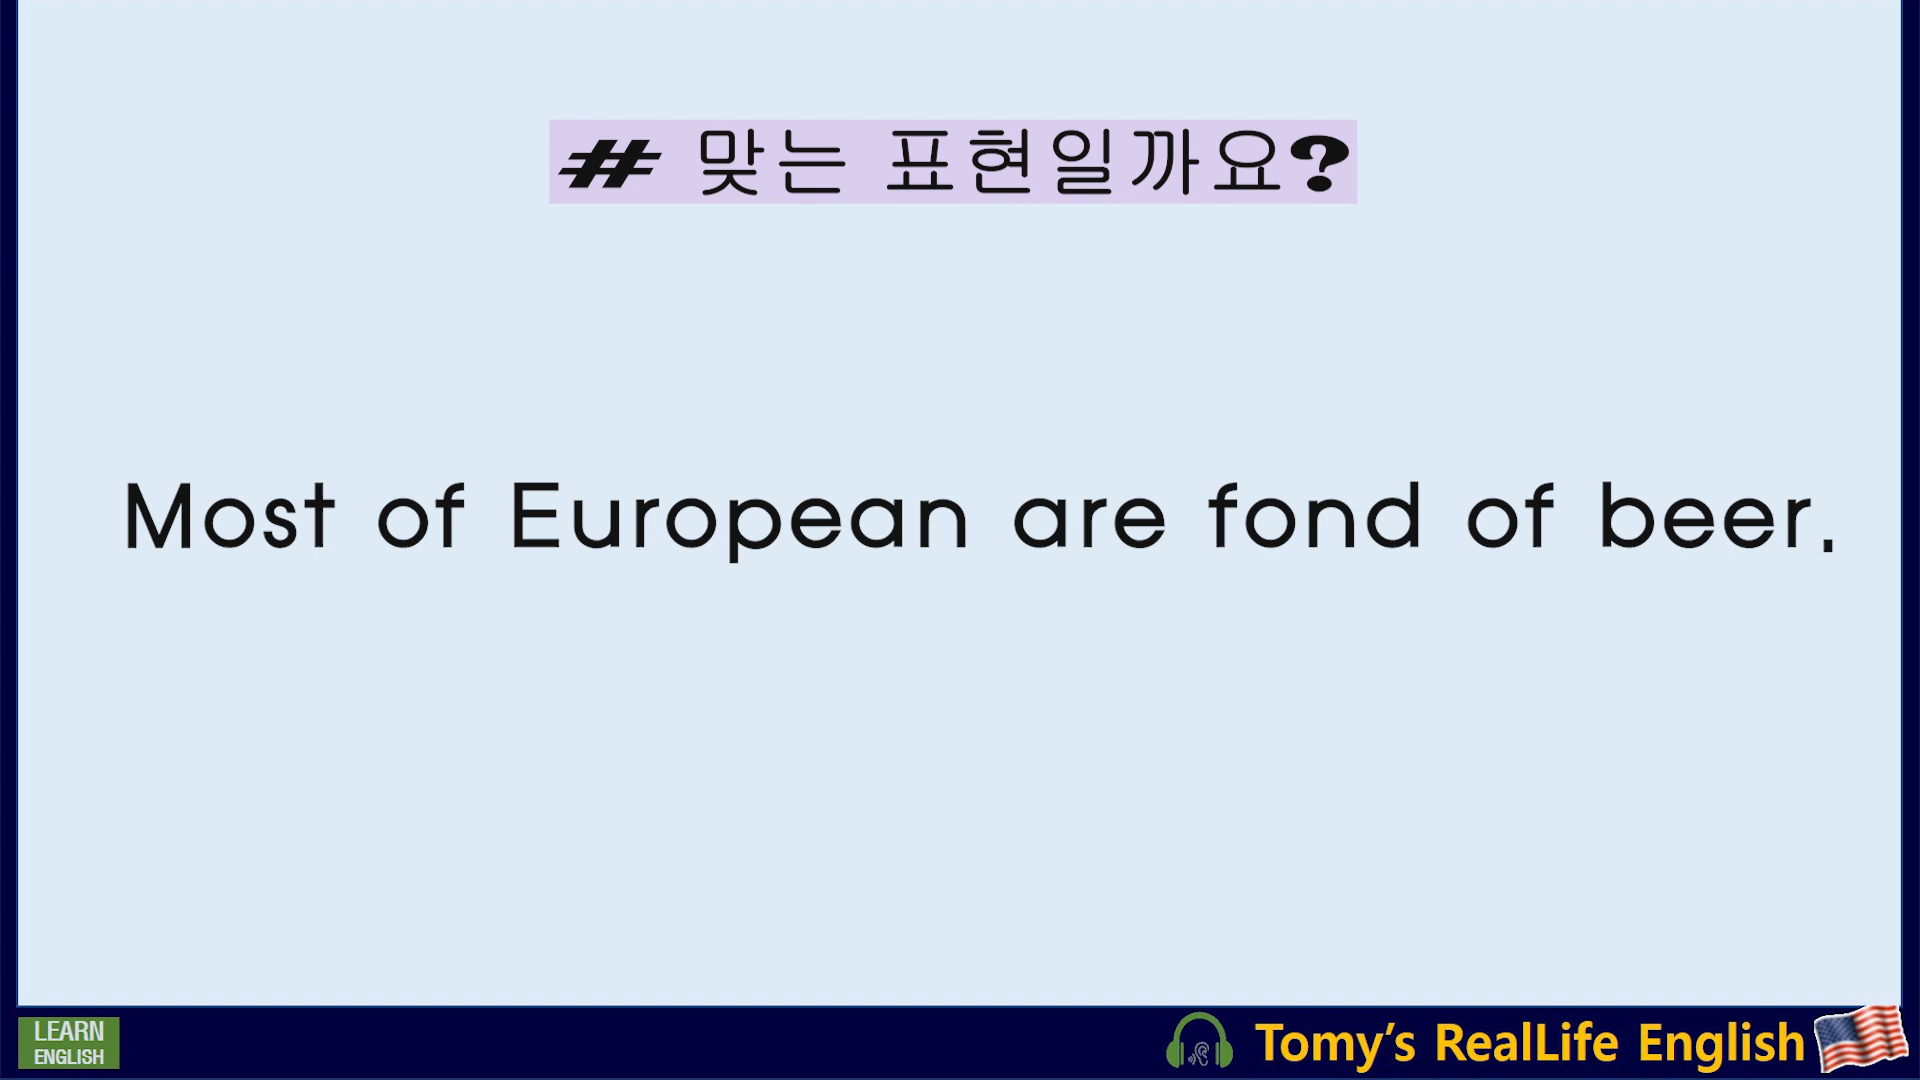 # 맞는 표현일까요?
Most of European are fond of beer.
LEARN
ENGLISH
Tomy's RealLife English